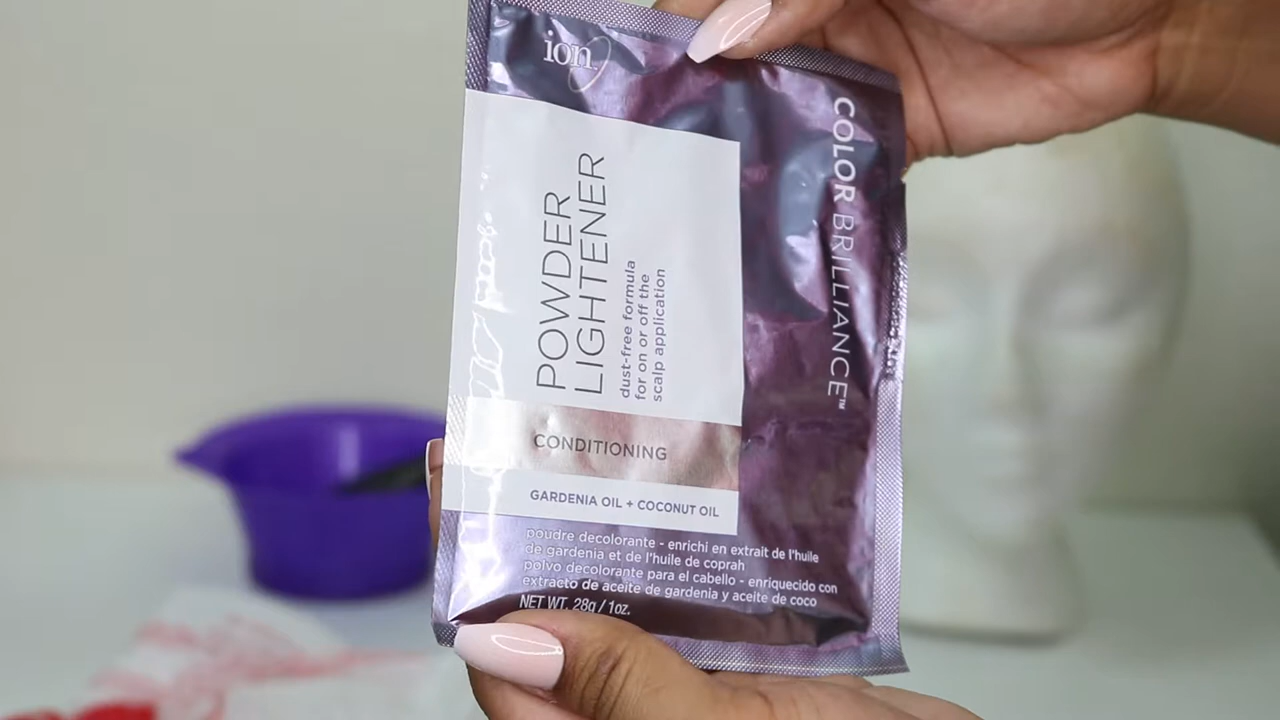 ion
COLOR BRILLIANCE™
POWDER
LIGHTENER
dust-free formula
for on or off the
scalp application
CONDITIONING
GARDENIA OIL + COCONUT OIL
poudre decolorante - enrichi en extrait de l'huile
de gardenia et de l'huile de coprah
polvo decolorante para el cabello - enriquecido con
extracto de aceite de gardenia y aceite de coco
NET WT. 28g / 1oz.